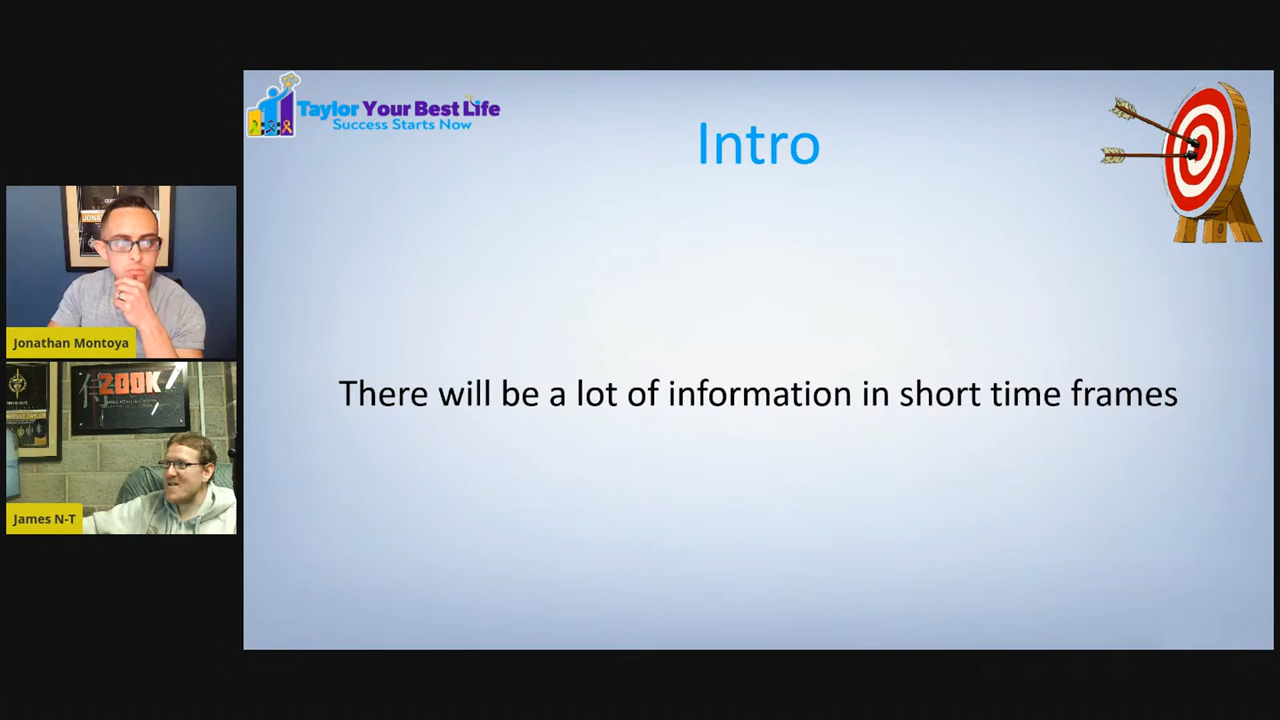 Taylor Your Best Life
Success Starts Now
Intro
There will be a lot of information in short time frames
Jonathan Montoya
200K
James N-T